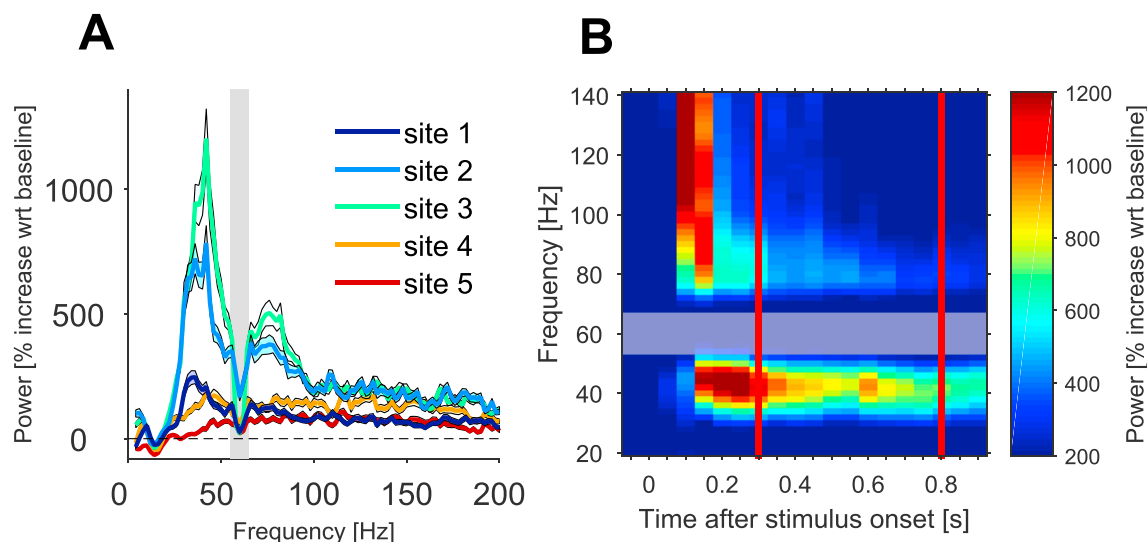 A
Power [% increase wrt baseline]
1000
500
0
site 1
site 2
site 3
site 4
site 5
0
50
100
150
200
Frequency [Hz]
B
Frequency [Hz]
140
120
100
80
60
40
20
0
0.2
0.4
0.6
0.8
Time after stimulus onset [s]
1200
1000
800
600
400
200
Power [% increase wrt baseline]